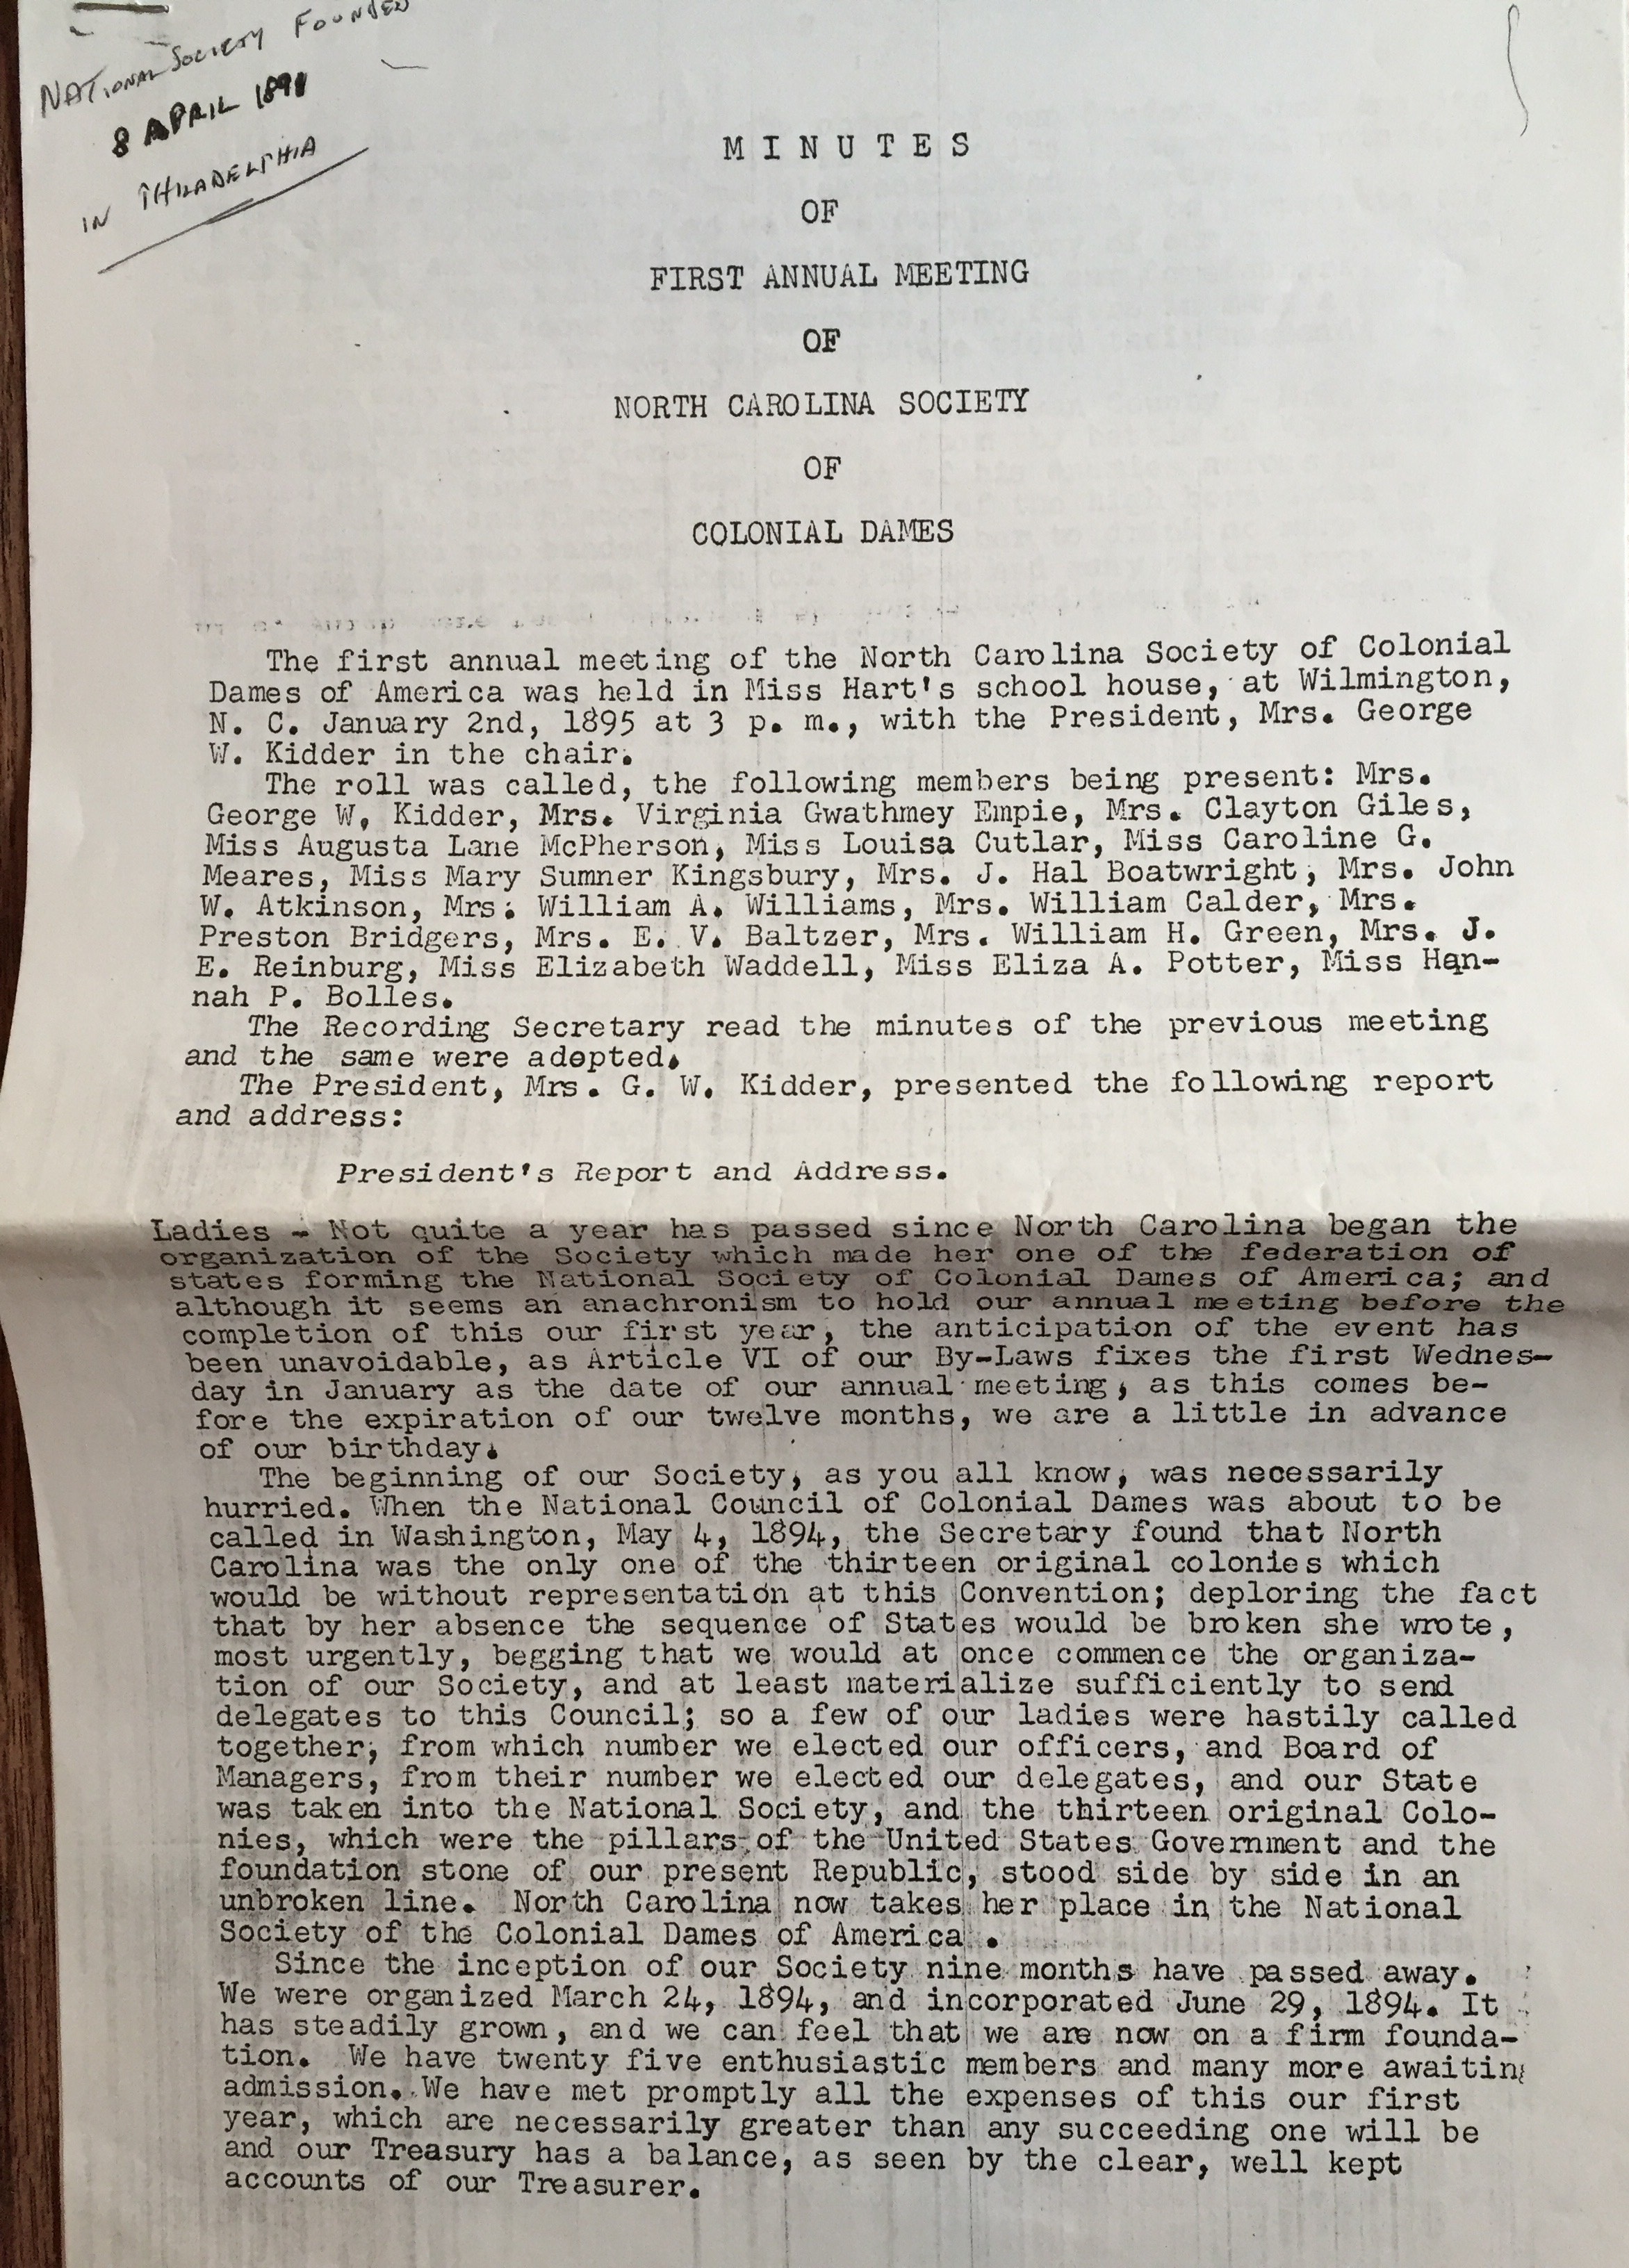 NATIONAL SOCIETY FOUNDED
8 APRIL 1891
IN PHILADELPHIA
MINUTES
OF
FIRST ANNUAL MEETING
OF
NORTH CAROLINA SOCIETY
OF
COLONIAL DAMES
The first annual meeting of the North Carolina Society of Colonial
Dames of America was held in Miss Hart's school house, at Wilmington,
N. C. January 2nd, 1895 at 3 p. m., with the President, Mrs. George
W. Kidder in the chair.
The roll was called, the following members being present: Mrs.
George W. Kidder, Mrs. Virginia Gwathmey Empie, Mrs. Clayton Giles,
Miss Augusta Lane McPherson, Miss Louisa Cutlar, Miss Caroline G.
Meares, Miss Mary Sumner Kingsbury, Mrs. J. Hal Boatwright, Mrs. John
W. Atkinson, Mrs. William A. Williams, Mrs. William Calder, Mrs.
Preston Bridgers, Mrs. E. V. Baltzer, Mrs. William H. Green, Mrs. J.
E. Reinburg, Miss Elizabeth Waddell, Miss Eliza A. Potter, Miss Han-
nah P. Bolles.
The Recording Secretary read the minutes of the previous meeting
and the same were adopted.
The President, Mrs. G. W. Kidder, presented the following report
and address:
President's Report and Address.
Ladies - Not quite a year has passed since North Carolina began the
organization of the Society which made her one of the federation of
states forming the National Society of Colonial Dames of America; and
although it seems an anachronism to hold our annual meeting before the
completion of this our first year, the anticipation of the event has
been unavoidable, as Article VI of our By-Laws fixes the first Wednes-
day in January as the date of our annual meeting, as this comes be-
fore the expiration of our twelve months, we are a little in advance
of our birthday.
The beginning of our Society, as you all know, was necessarily
hurried. When the National Council of Colonial Dames was about to be
called in Washington, May 4, 1894, the Secretary found that North
Carolina was the only one of the thirteen original colonies which
would be without representation at this Convention; deploring the fact
that by her absence the sequence of States would be broken she wrote,
most urgently, begging that we would at once commence the organiza-
tion of our Society, and at least materialize sufficiently to send
delegates to this Council; so a few of our ladies were hastily called
together, from which number we elected our officers, and Board of
Managers, from their number we elected our delegates, and our State
was taken into the National Society, and the thirteen original Colo-
nies, which were the pillars of the United States Government and the
foundation stone of our present Republic, stood side by side in an
unbroken line. North Carolina now takes her place in the National
Society of the Colonial Dames of America.
Since the inception of our Society nine months have passed away.
We were organized March 24, 1894, and incorporated June 29, 1894. It
has steadily grown, and we can feel that we are now on a firm founda-
tion. We have twenty five enthusiastic members and many more awaiting
admission. We have met promptly all the expenses of this our first
year, which are necessarily greater than any succeeding one will be
and our Treasury has a balance, as seen by the clear, well kept
accounts of our Treasurer.